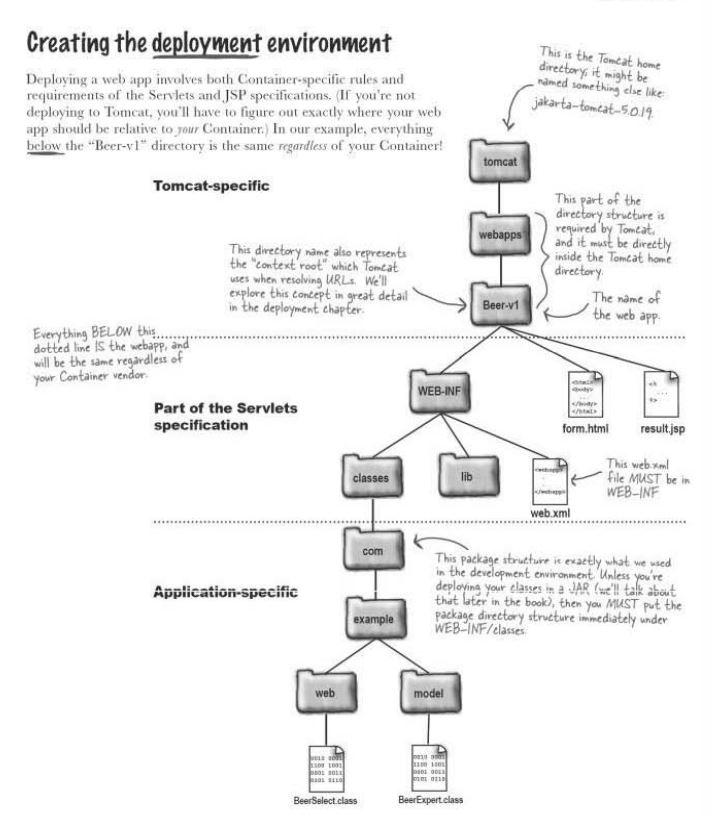 Creating the deployment environment
Deploying a web app involves both Container-specific rules and
requirements of the Servlets and JSP specifications. (If you're not
deploying to Tomcat, you'll have to figure out exactly where your web
app should be relative to your Container.) In our example, everything
below the "Beer-v1" directory is the same regardless of your Container!
This is the Tomcat home
directory, it might be
named something else like:
jakarta-tomcat-5.0.19.
tomcat
Tomcat-specific
webapps
This part of the
directory structure is
required by Tomcat,
and it must be directly
inside the Tomcat home
directory.
This directory name also represents
the "context root" which Tomcat
uses when resolving URLs. We'll
explore this concept in great detail
in the deployment chapter.
Beer-v1
The name of
the web app.
Everything BELOW this
dotted line IS the webapp, and
will be the same regardless of
your Container vendor.
WEB-INF
<html>
<body>
...
</body>
</html>
form.html
<%
...
%>
result.jsp
Part of the Servlets
specification
classes
lib
<webapp>
.
</webapp>
web.xml
This web.xml
file MUST be in
WEB-INF
com
This package structure is exactly what we used
in the development environment. Unless you're
deploying your classes in a JAR (we'll talk about
that later in the book), then you MUST put the
package directory structure immediately under
WEB-INF/classes.
Application-specific
example
web
model
0010 0001
1100 1001
0001 0011
0101 0110
BeerSelect.class
0010 0001
1100 1001
0001 0011
0101 0110
BeerExpert.class